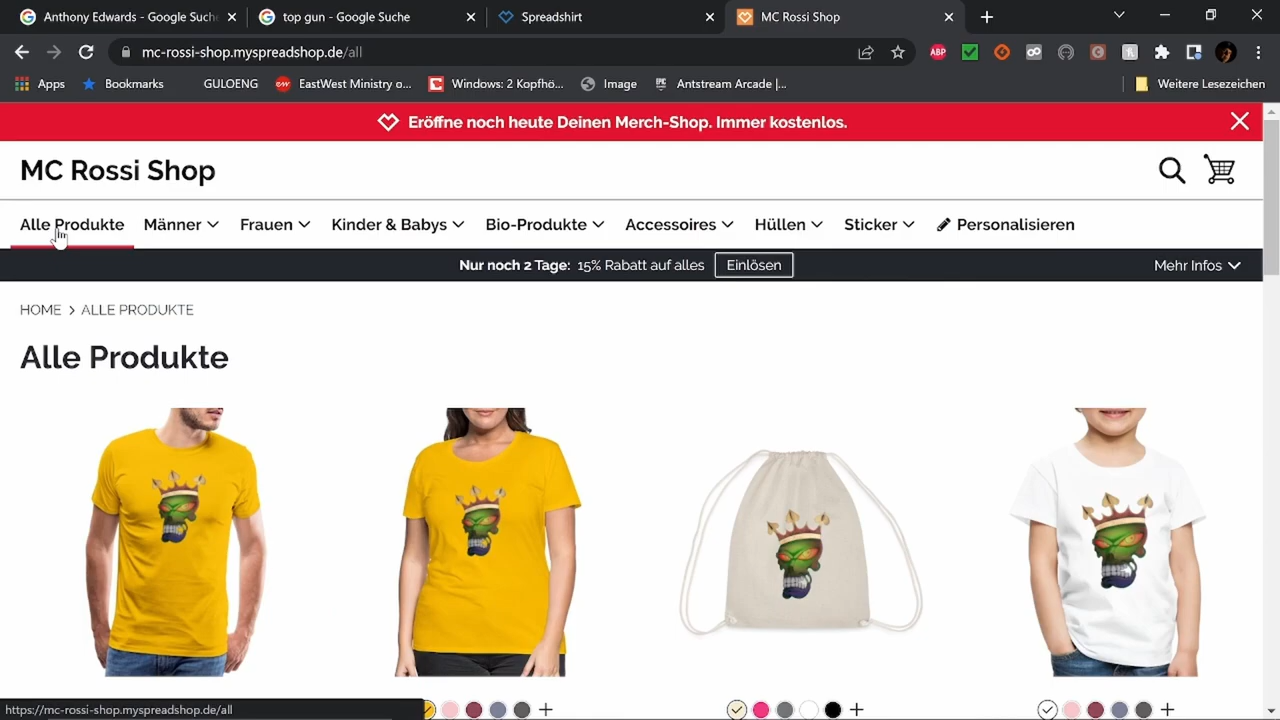 Anthony Edwards - Google Suche
top gun - Google Suche
Spreadshirt
MC Rossi Shop
mc-rossi-shop.myspreadshop.de/all
ABP
Apps
Bookmarks
GULOENG
EastWest Ministry o...
Windows: 2 Kopfhö...
Image
Antstream Arcade |...
Weitere Lesezeichen
Eröffne noch heute Deinen Merch-Shop. Immer kostenlos.
MC Rossi Shop
Alle Produkte Männer Frauen Kinder & Babys Bio-Produkte Accessoires Hüllen Sticker Personalisieren
Nur noch 2 Tage: 15% Rabatt auf alles Einlösen Mehr Infos
HOME > ALLE PRODUKTE
Alle Produkte
https://mc-rossi-shop.myspreadshop.de/all